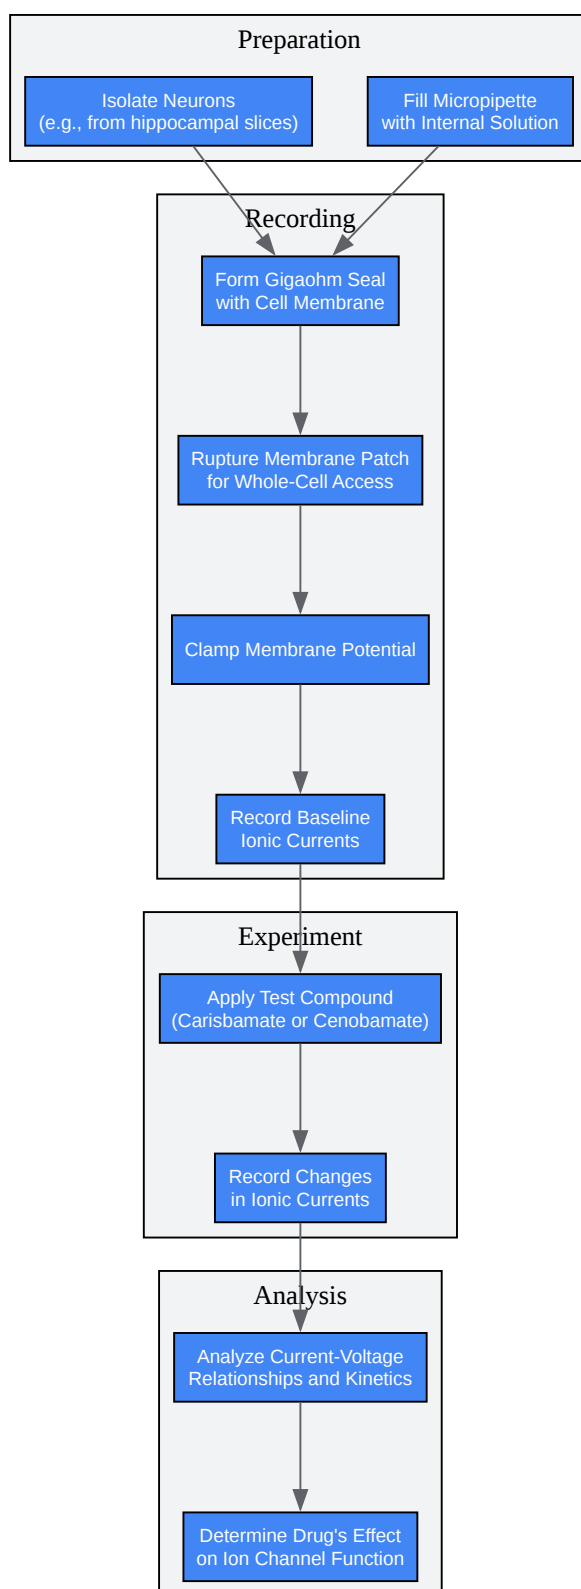 Preparation
Isolate Neurons
(e.g., from hippocampal slices)
Fill Micropipette
with Internal Solution
Recording
Form Gigaohm Seal
with Cell Membrane
Rupture Membrane Patch
for Whole-Cell Access
Clamp Membrane Potential
Record Baseline
Ionic Currents
Experiment
Apply Test Compound
(Carisbamate or Cenobamate)
Record Changes
in Ionic Currents
Analysis
Analyze Current-Voltage
Relationships and Kinetics
Determine Drug's Effect
on Ion Channel Function